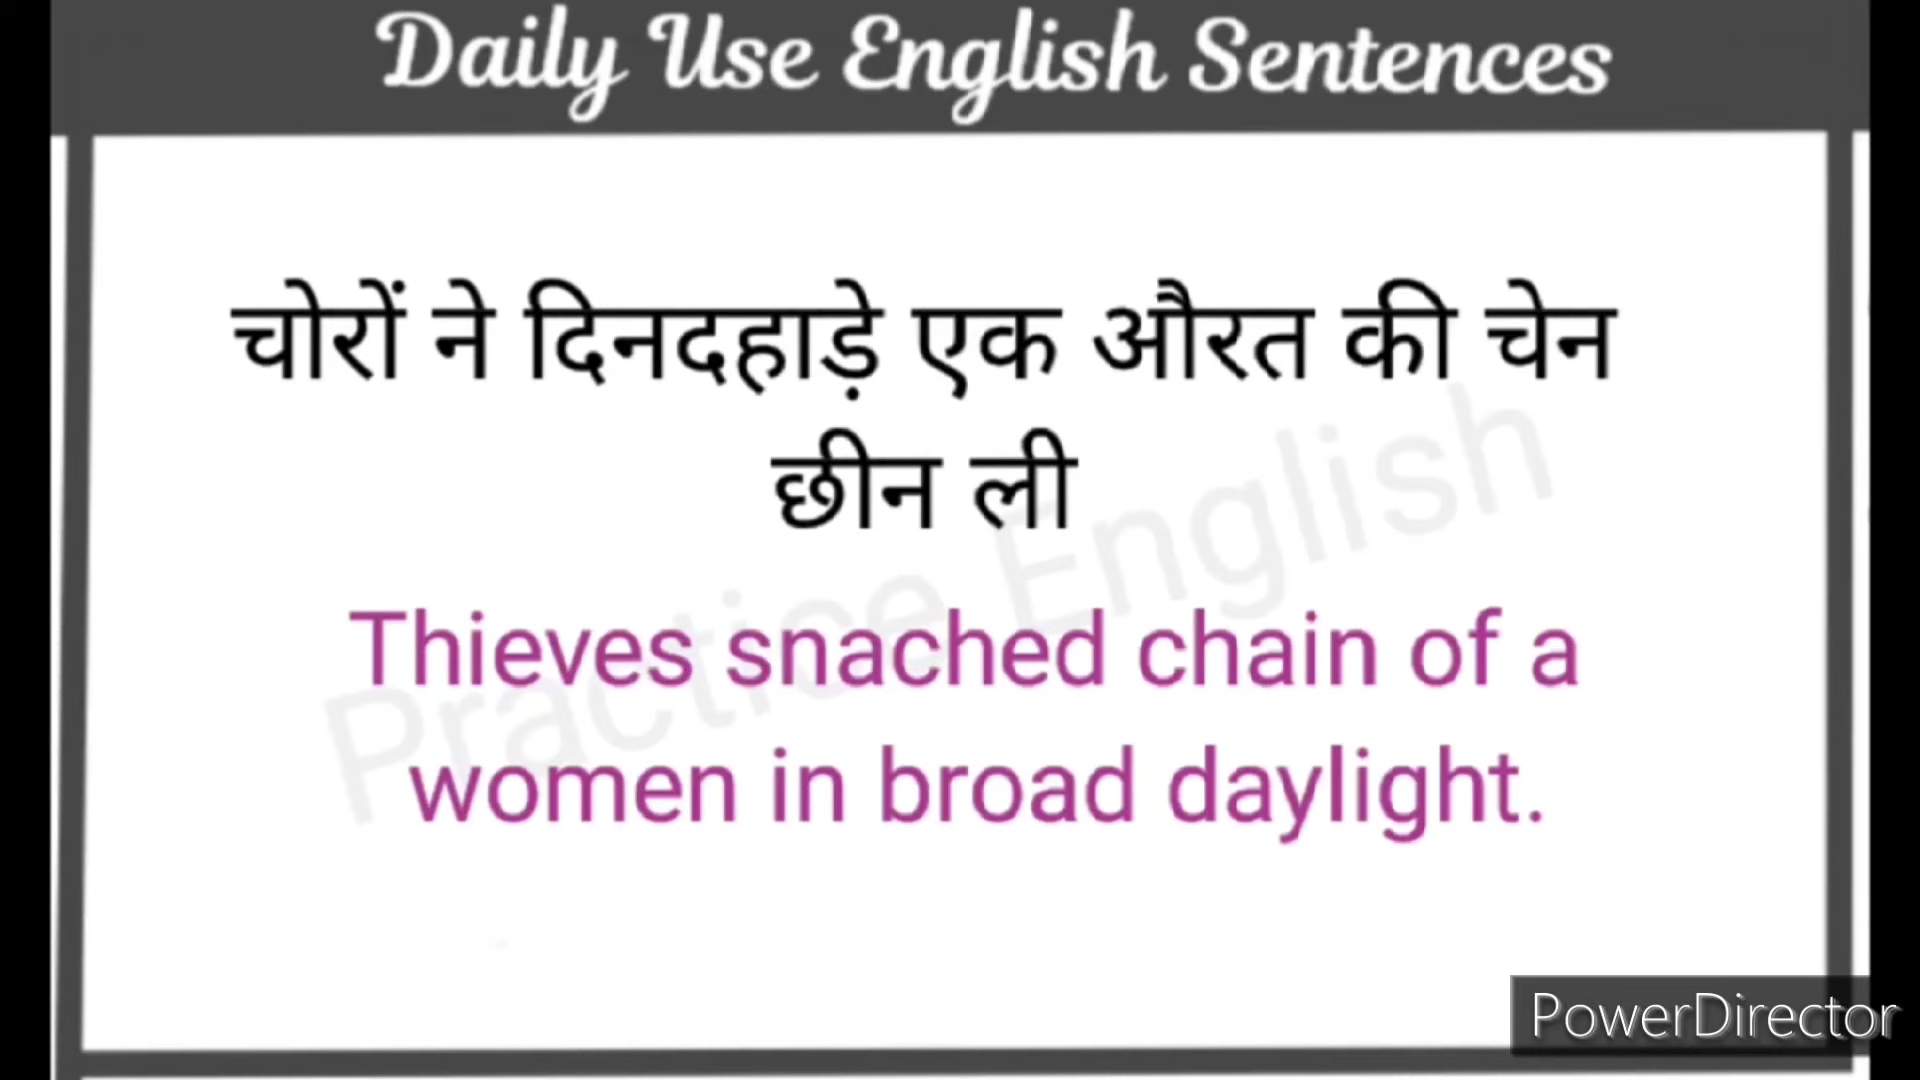 Daily Use English Sentences
चोरों ने दिनदहाड़े एक औरत की चेन
छीन ली
Practice English
Thieves snached chain of a
women in broad daylight.
PowerDirector